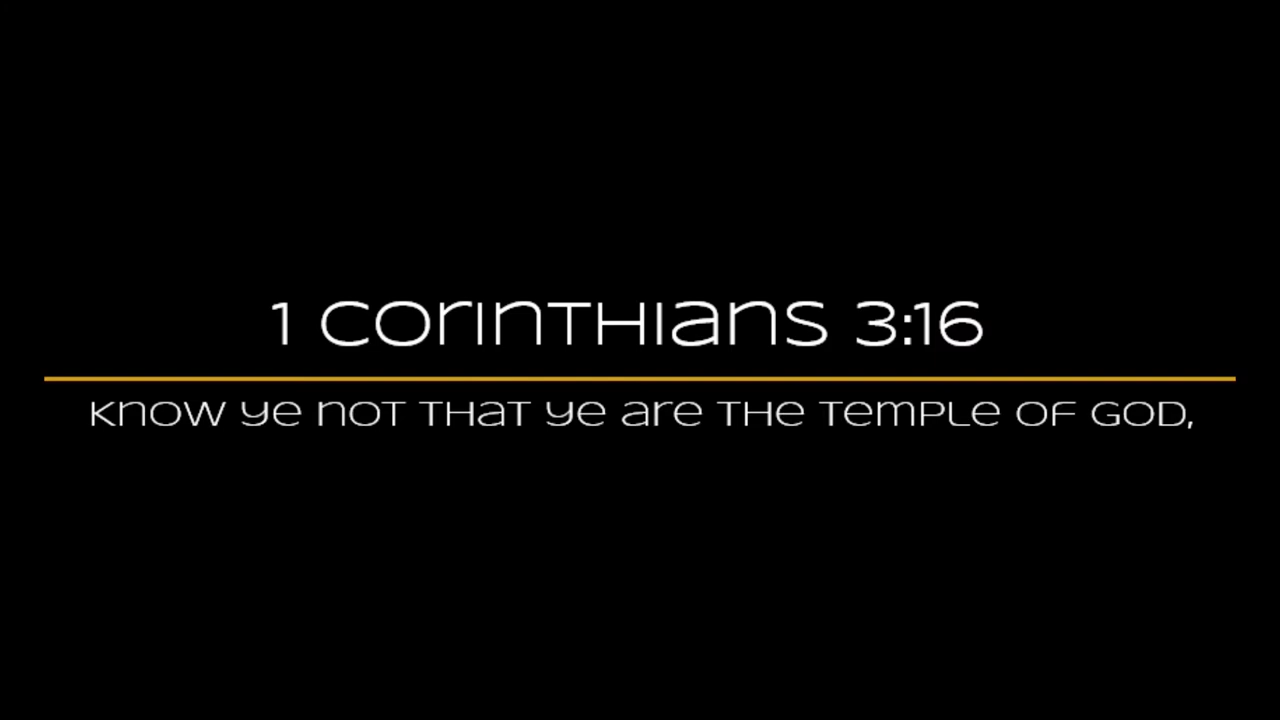 1 Corinthians 3:16
Know ye not that ye are the temple of God,